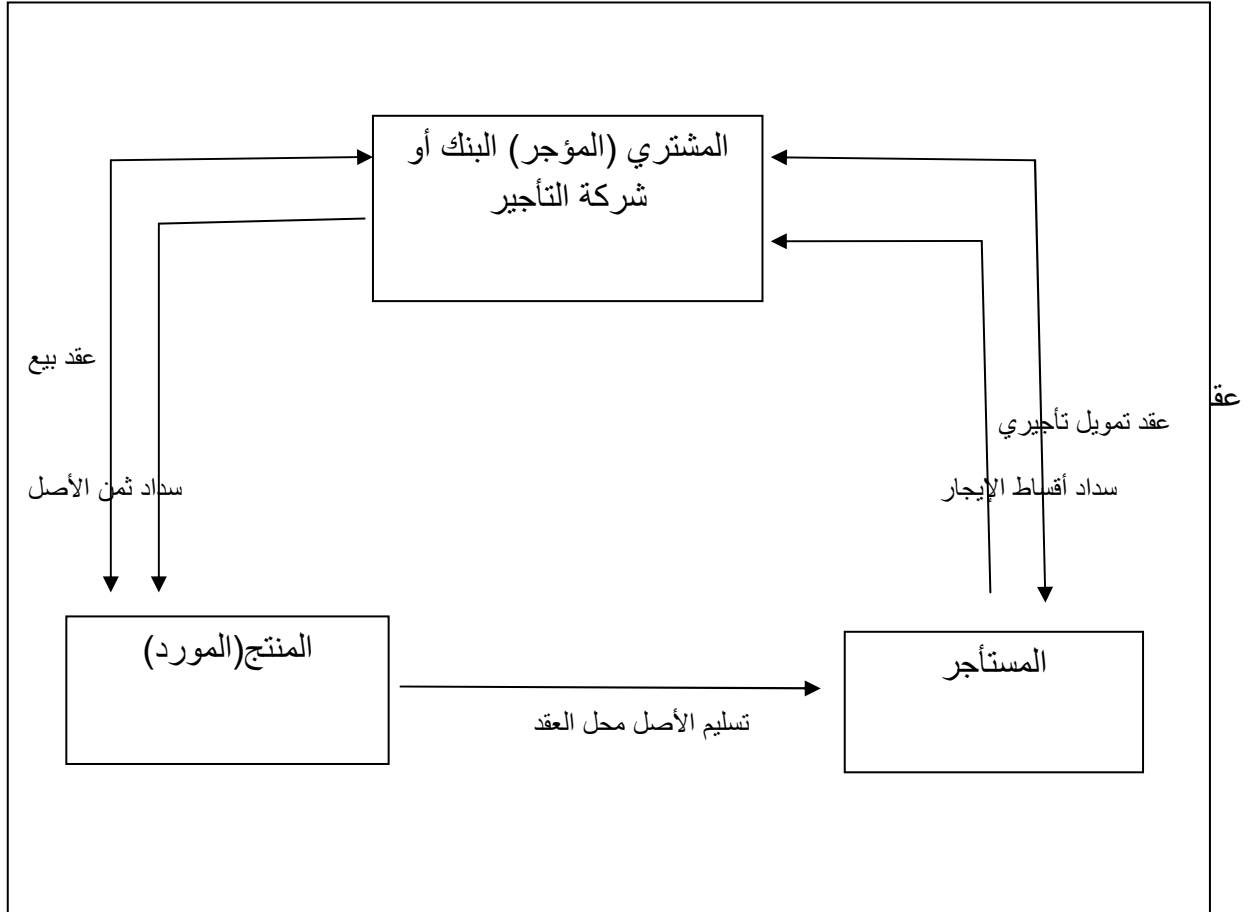 المشتري (المؤجر) البنك أو
شركة التأجير
عقد بيع
عق
عقد تمويل تأجيري
سداد أقساط الإيجار
سداد ثمن الأصل
المنتج(المورد)
المستأجر
تسليم الأصل محل العقد